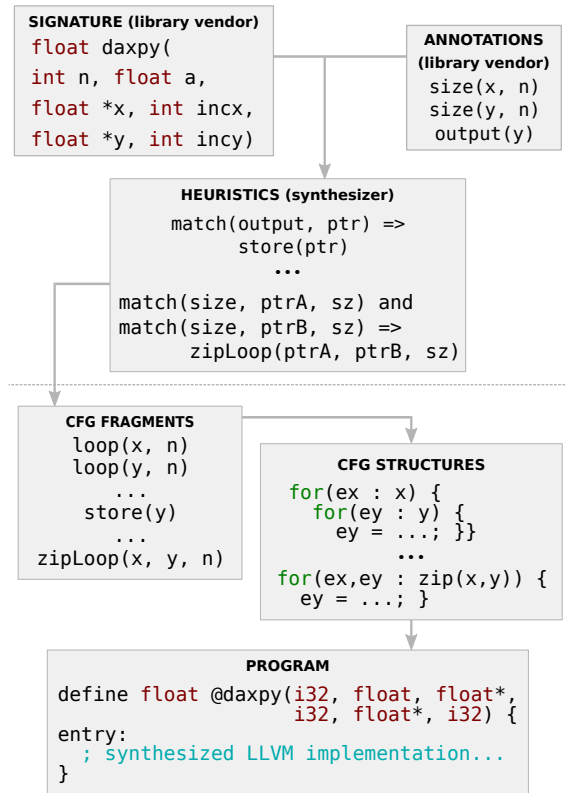 SIGNATURE (library vendor)
float daxpy(
int n, float a,
float *x, int incx,
float *y, int incy)
ANNOTATIONS
(library vendor)
size(x, n)
size(y, n)
output(y)
HEURISTICS (synthesizer)
match(output, ptr) =>
store(ptr)
•••
match(size, ptrA, sz) and
match(size, ptrB, sz) =>
zipLoop(ptrA, ptrB, sz)
CFG FRAGMENTS
loop(x, n)
loop(y, n)
...
store(y)
...
zipLoop(x, y, n)
CFG STRUCTURES
for(ex : x) {
for(ey : y) {
ey = ...; }}
•••
for(ex,ey : zip(x,y)) {
ey = ...; }
PROGRAM
define float @daxpy(i32, float, float*,
i32, float*, i32) {
entry:
; synthesized LLVM implementation...
}